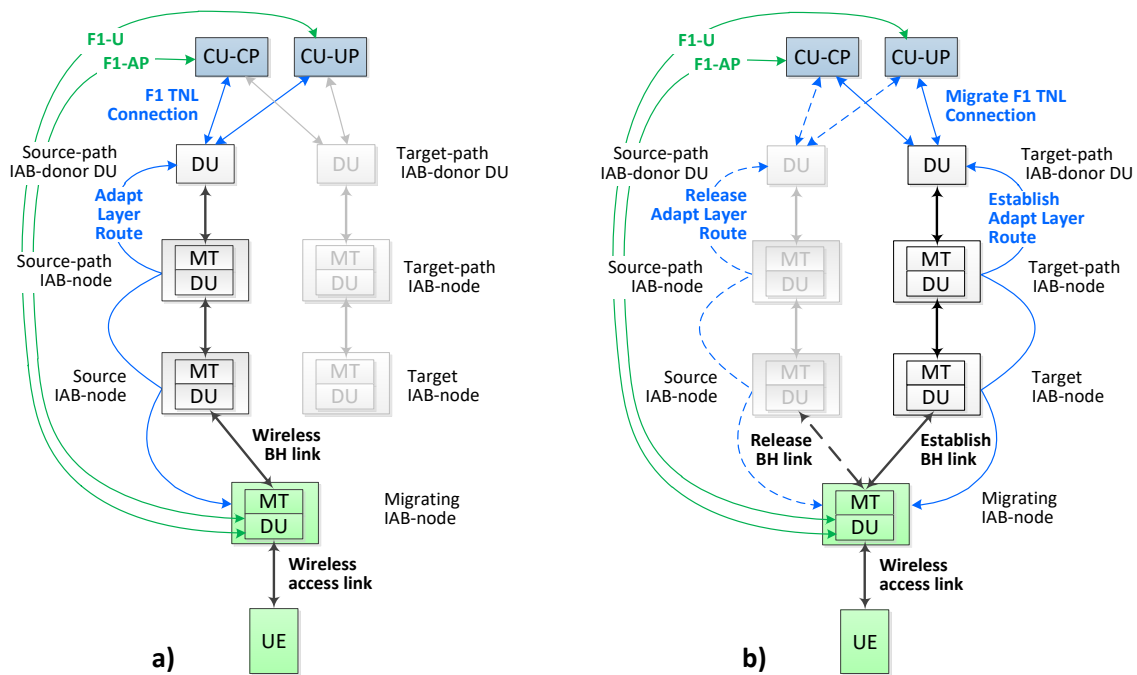 F1-U
F1-AP
CU-CP
CU-UP
F1 TNL
Connection
Source-path
IAB-donor DU
DU
DU
Target-path
IAB-donor DU
Adapt
Layer
Route
Source-path
IAB-node
MT
DU
MT
DU
Target-path
IAB-node
Source
IAB-node
MT
DU
MT
DU
Target
IAB-node
Wireless
BH link
MT
DU
Migrating
IAB-node
Wireless
access link
UE
a)
F1-U
F1-AP
CU-CP
CU-UP
Migrate F1 TNL
Connection
Source-path
IAB-donor DU
DU
DU
Target-path
IAB-donor DU
Release
Adapt Layer
Route
Establish
Adapt Layer
Route
Source-path
IAB-node
MT
DU
MT
DU
Target-path
IAB-node
Source
IAB-node
MT
DU
MT
DU
Target
IAB-node
Release
BH link
Establish
BH link
MT
DU
Migrating
IAB-node
Wireless
access link
UE
b)